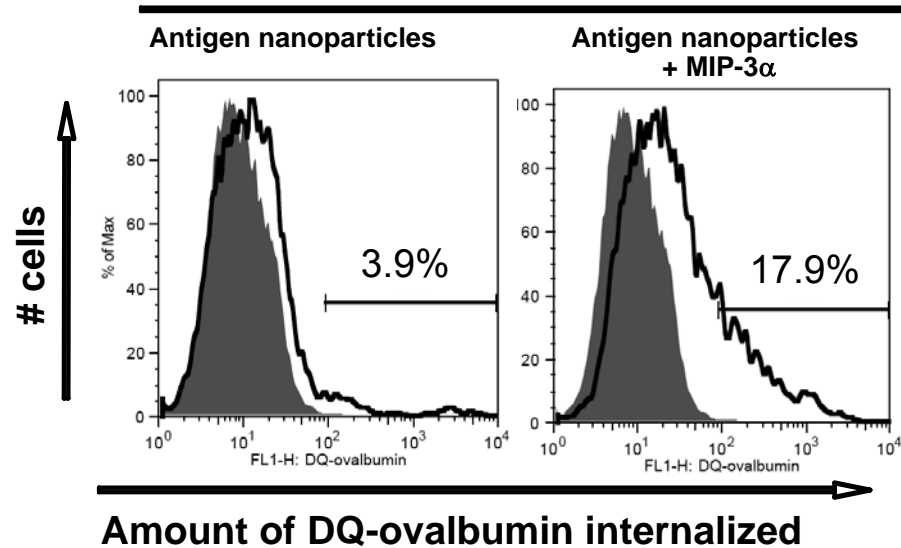 Antigen nanoparticles
Antigen nanoparticles
+ MIP-3α
# cells
% of Max
100
80
60
40
20
0
3.9%
10^0 10^1 10^2 10^3 10^4
FL1-H: DQ-ovalbumin
100
80
60
40
20
0
17.9%
10^0 10^1 10^2 10^3 10^4
FL1-H: DQ-ovalbumin
Amount of DQ-ovalbumin internalized